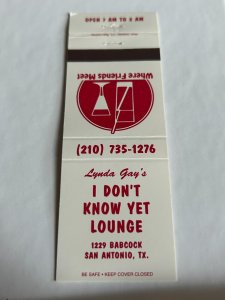 OPEN 7 AM TO 2 AM
Where Friends Meet
(210) 735-1276
Lynda Gay's
I DON'T
KNOW YET
LOUNGE
1229 BABCOCK
SAN ANTONIO, TX.
BE SAFE • KEEP COVER CLOSED